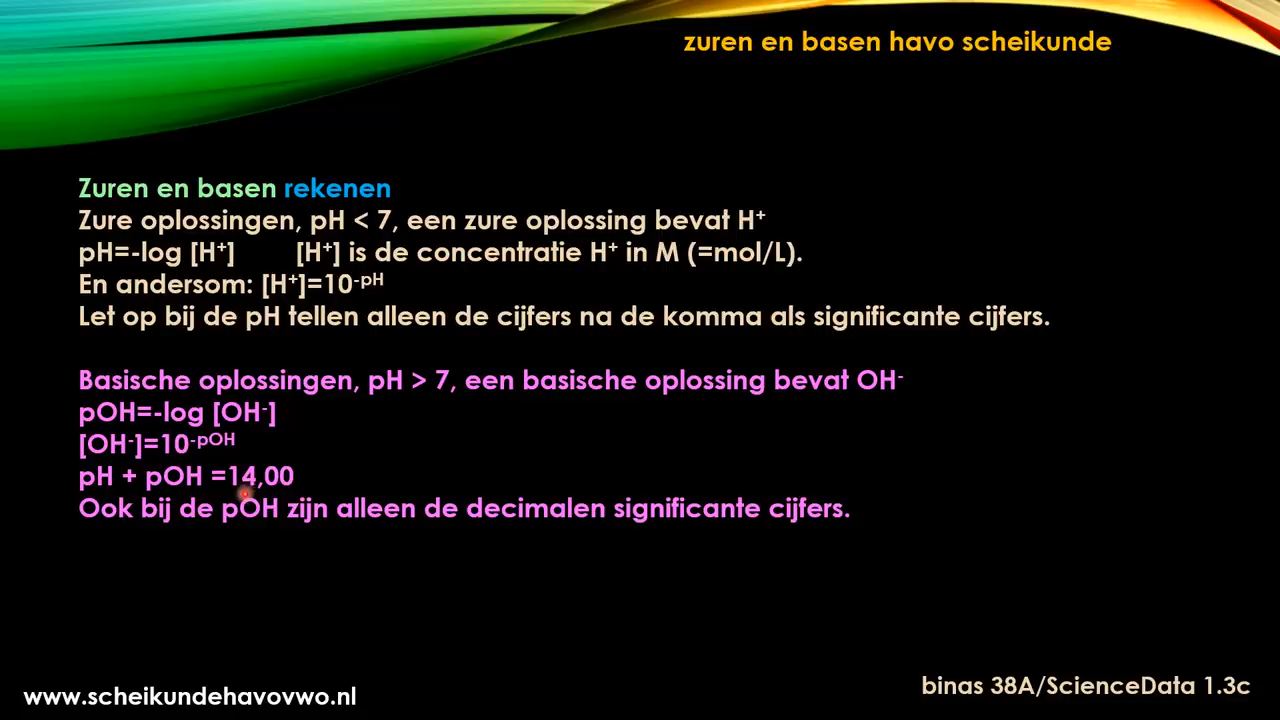 zuren en basen havo scheikunde
Zuren en basen rekenen
Zure oplossingen, pH < 7, een zure oplossing bevat H⁺
pH=-log [H⁺] [H⁺] is de concentratie H⁺ in M (=mol/L).
En andersom: [H⁺]=10⁻ᵖᴴ
Let op bij de pH tellen alleen de cijfers na de komma als significante cijfers.
Basische oplossingen, pH > 7, een basische oplossing bevat OH⁻
pOH=-log [OH⁻]
[OH⁻]=10⁻ᵖᴼᴴ
pH + pOH =14,00
Ook bij de pOH zijn alleen de decimalen significante cijfers.
binas 38A/ScienceData 1.3c
www.scheikundehavovwo.nl